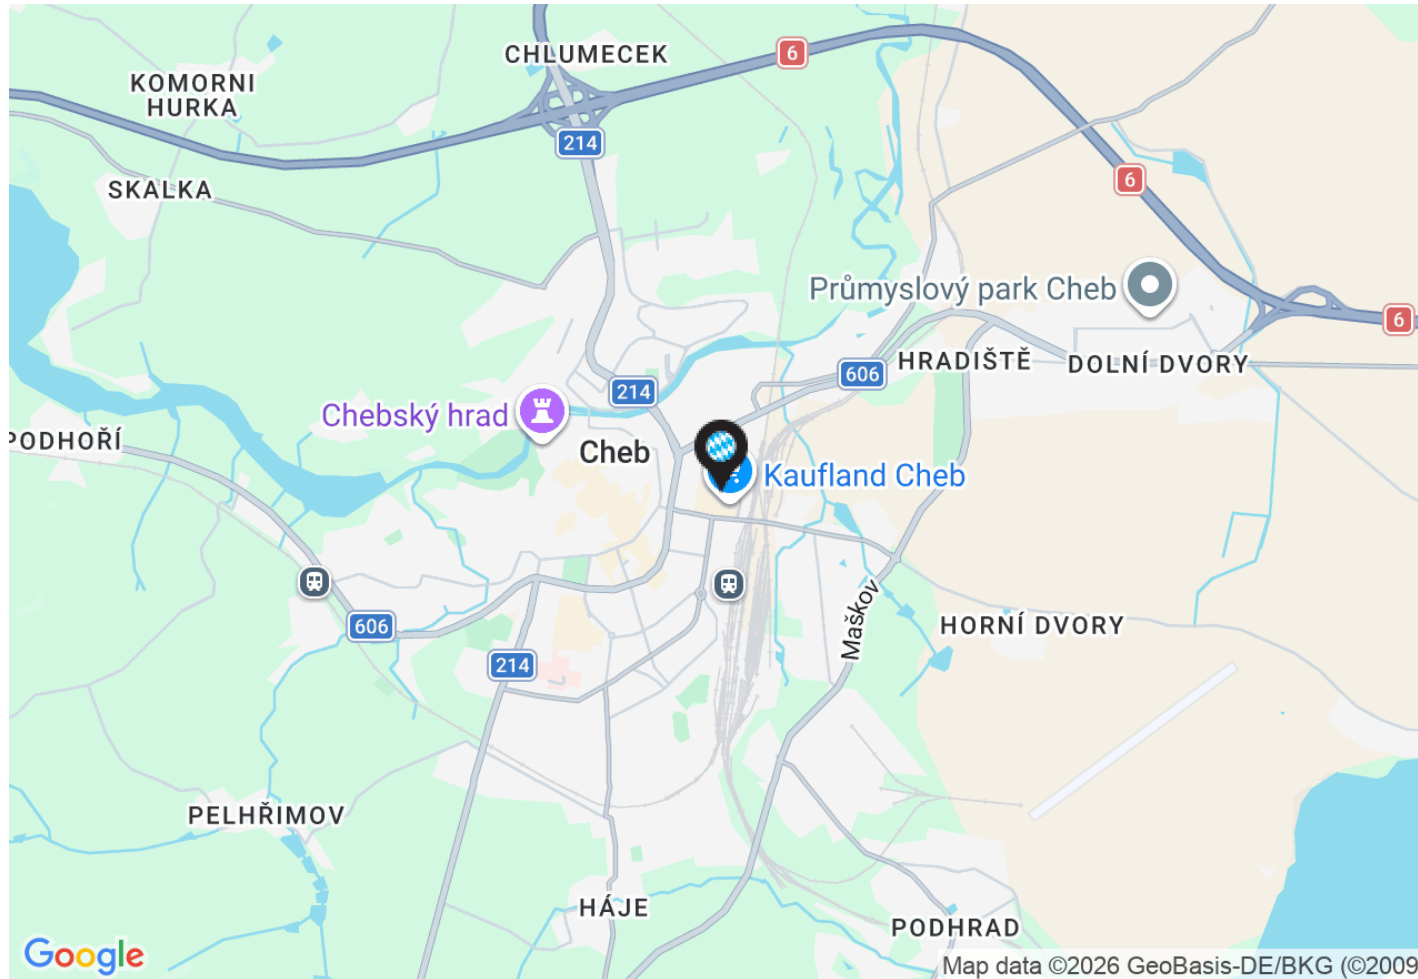 CHLUMECEK
6
KOMORNI
HURKA
214
SKALKA
6
Průmyslový park Cheb
6
HRADIŠTĚ
DOLNÍ DVORY
606
214
Chebský hrad
PODHOŘÍ
Cheb
Kaufland Cheb
606
Maškov
HORNÍ DVORY
214
PELHŘIMOV
HÁJE
PODHRAD
Google
Map data ©2026 GeoBasis-DE/BKG (©2009